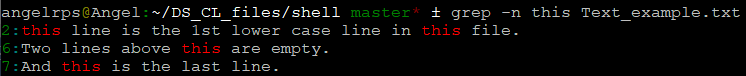 angelrps@Angel:~/DS_CL_files/shell master* ± grep -n this Text_example.txt
2:this line is the 1st lower case line in this file.
6:Two lines above this are empty.
7:And this is the last line.